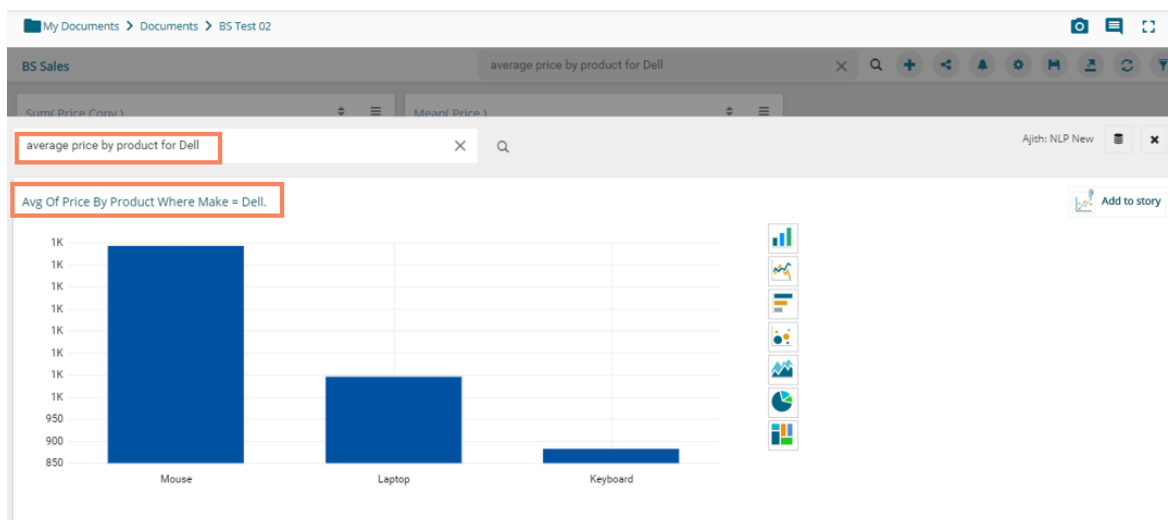 My Documents > Documents > BS Test 02
BS Sales
average price by product for Dell
Sum( Price Copy )
Mean( Price )
average price by product for Dell
Ajith: NLP New
Avg Of Price By Product Where Make = Dell.
Add to story
1K
1K
1K
1K
1K
1K
1K
1K
950
900
850
Mouse Laptop Keyboard